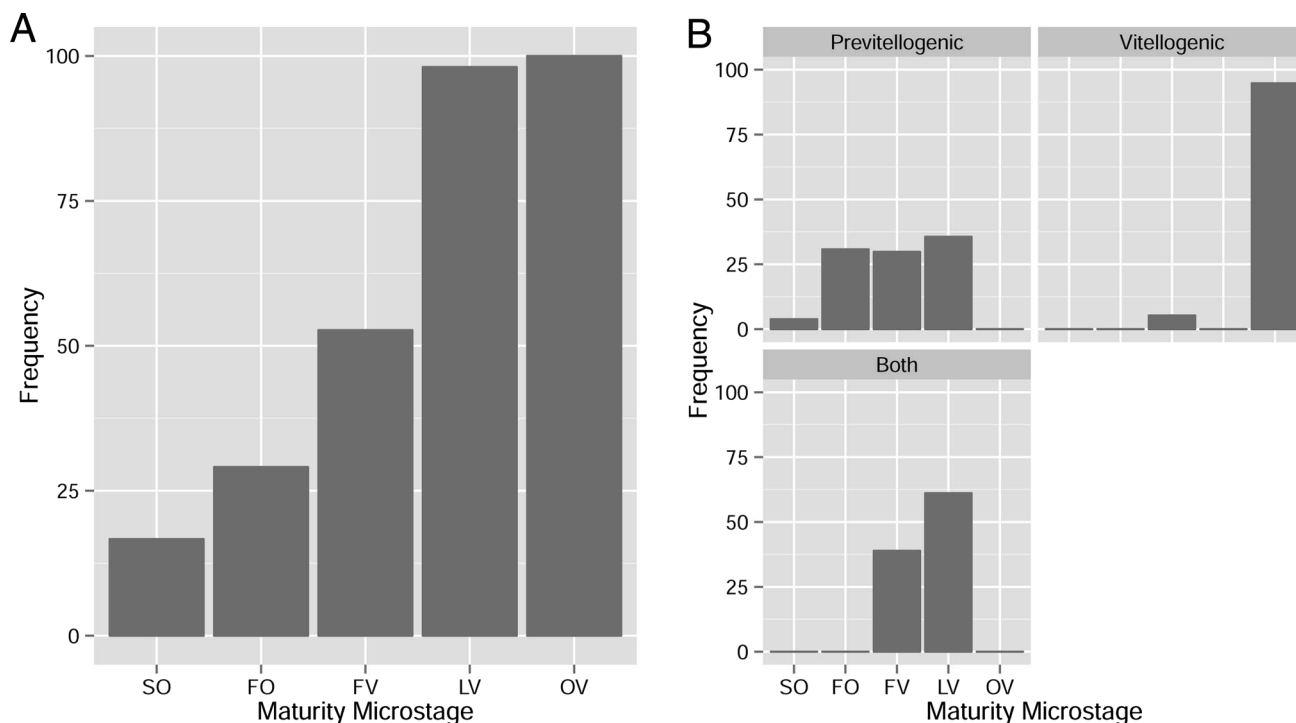 A
100
75
50
25
0
Frequency
SO FO FV LV OV
Maturity Microstage
B
Previtellogenic Vitellogenic
100
75
50
25
0
Both
Frequency
100
75
50
25
0
SO FO FV LV OV
Maturity Microstage